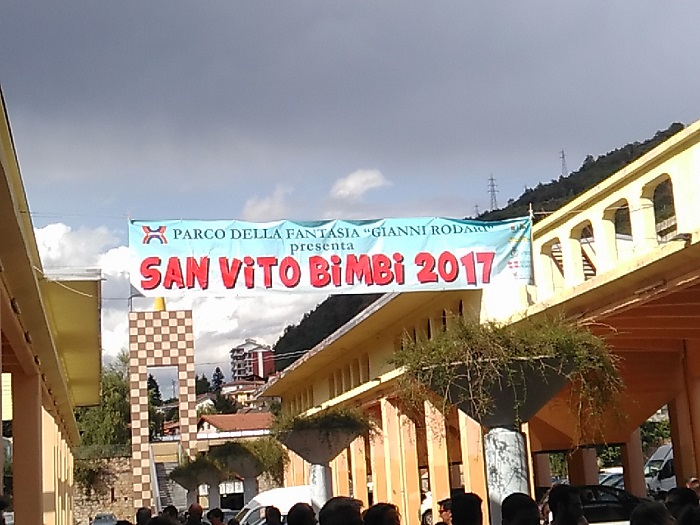 PARCO DELLA FANTASIA "GIANNI RODARI"
presenta
SAN ViTO BiMBi 2017